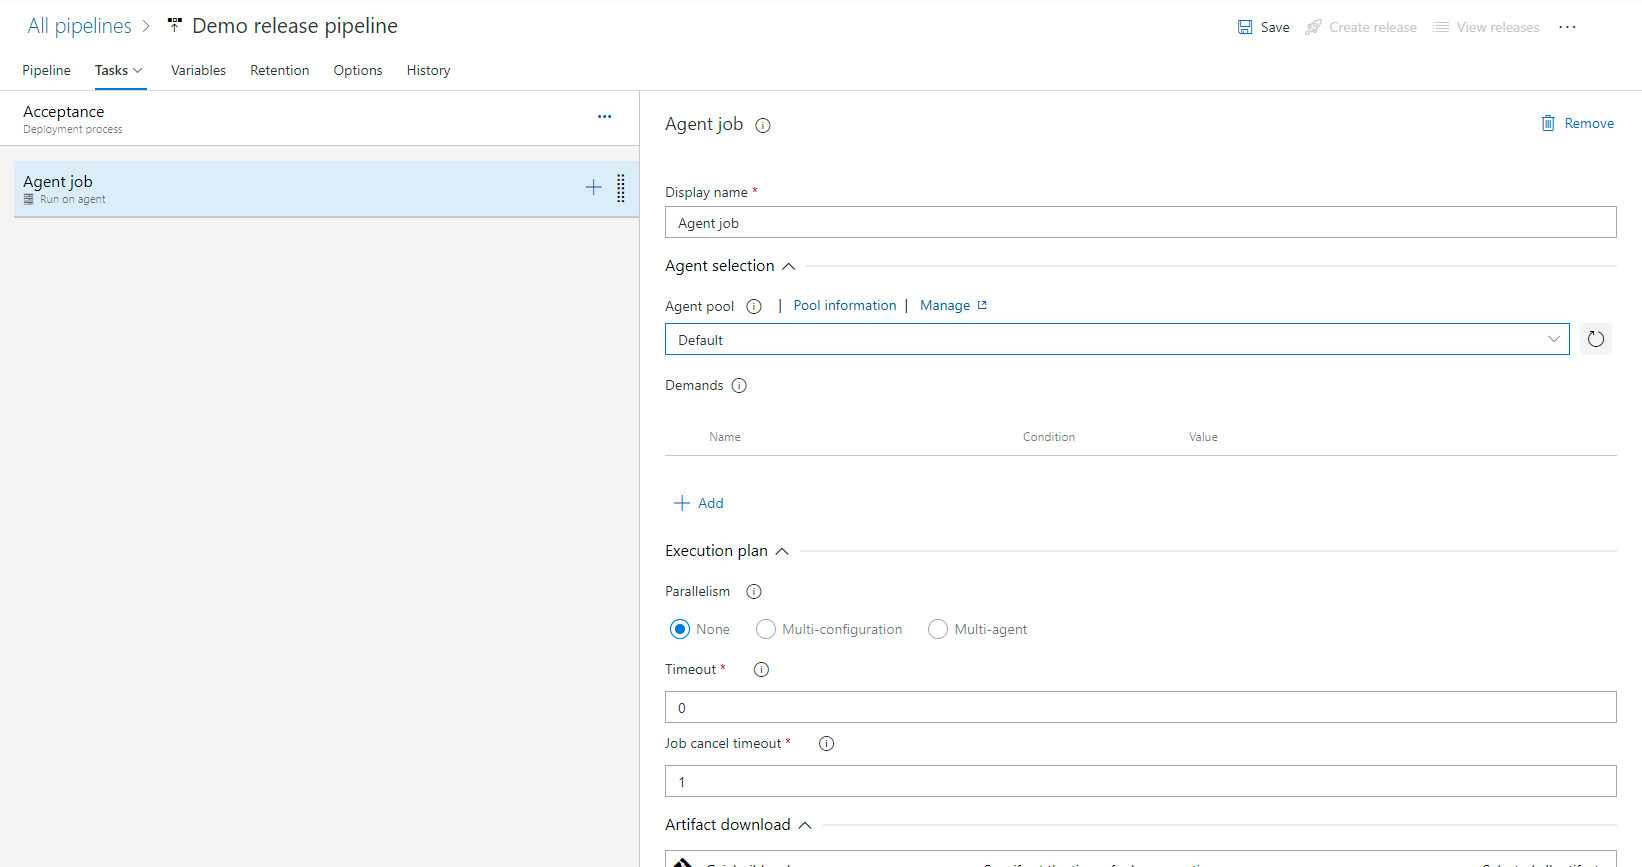 All pipelines > Demo release pipeline
Save Create release View releases ...
Pipeline Tasks Variables Retention Options History
Acceptance
Deployment process
Agent job
Run on agent
Agent job
Remove
Display name *
Agent job
Agent selection
Agent pool | Pool information | Manage
Default
Demands
Name Condition Value
+ Add
Execution plan
Parallelism
None Multi-configuration Multi-agent
Timeout *
0
Job cancel timeout *
1
Artifact download